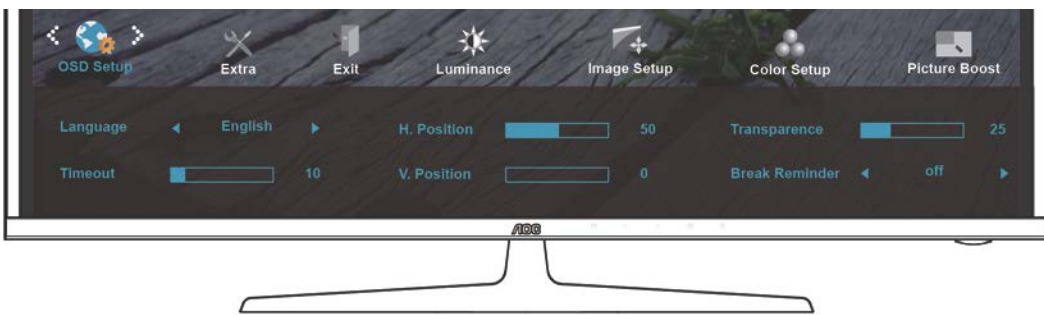 OSD Setup Extra Exit Luminance Image Setup Color Setup Picture Boost
Language English H. Position 50 Transparence 25
Timeout 10 V. Position 0 Break Reminder off
AOC